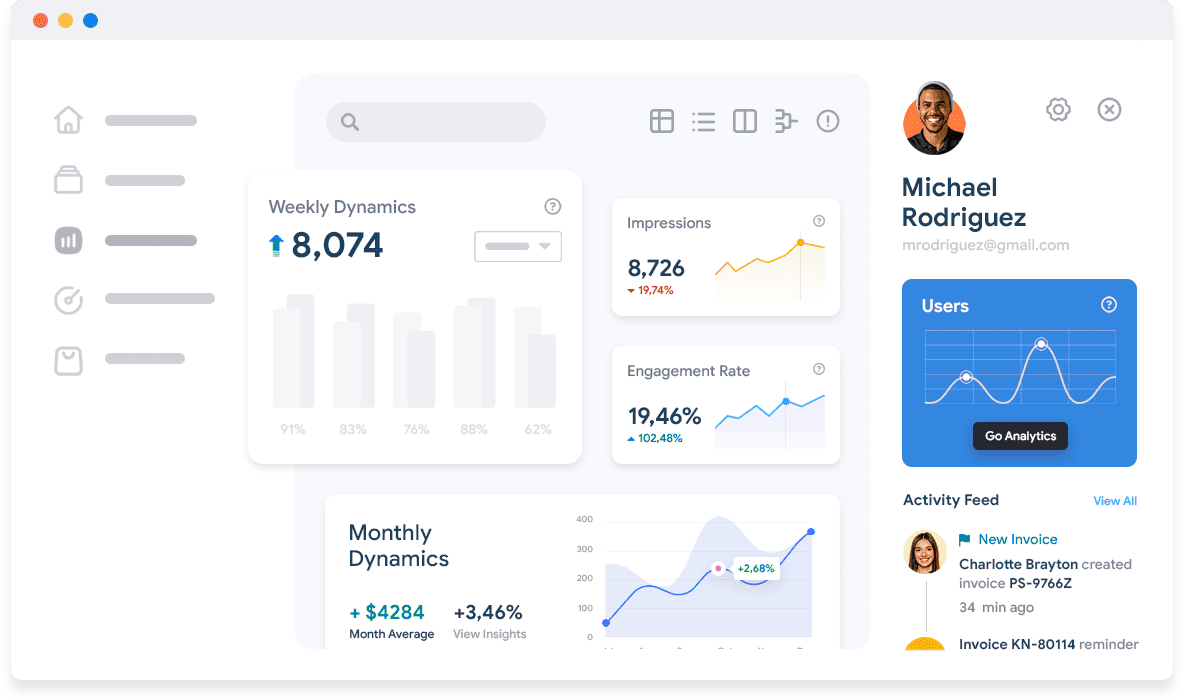 Weekly Dynamics
8,074
91% 83% 76% 88% 62%
Impressions
8,726
19,74%
Engagement Rate
19,46%
102,48%
Monthly
Dynamics
+ $4284
Month Average
+3,46%
View Insights
400
300
200
100
0
+2,68%
Michael
Rodriguez
mrodriguez@gmail.com
Users
Go Analytics
Activity Feed
View All
New Invoice
Charlotte Brayton created
invoice PS-9766Z
34 min ago
Invoice KN-80114 reminder